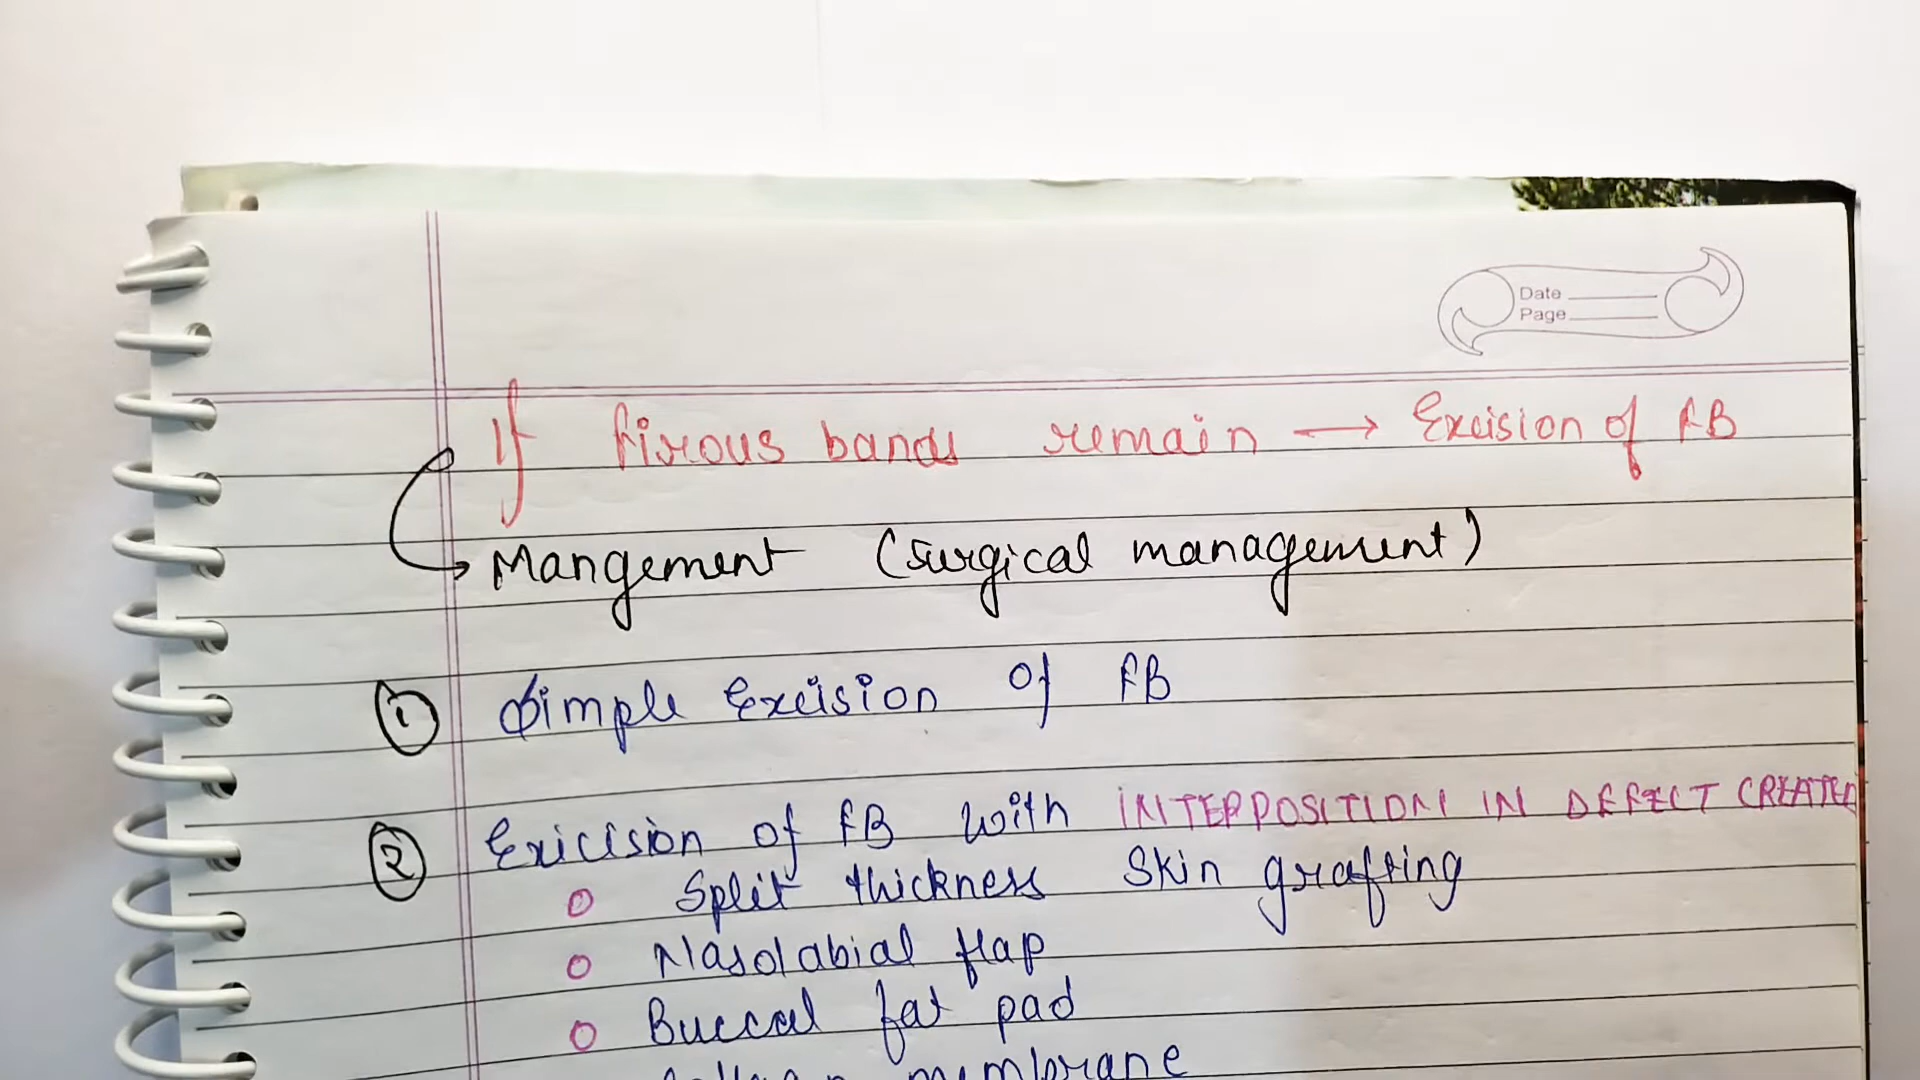 Date
Page
If firous bands remain → Excision of FB
Mangement (surgical management)
1 Simple Excision of FB
2 Exicision of FB with INTERPOSITION IN DEFECT CREATED
o Split thickness skin grafting
o Nasolabial flap
o Buccal fat pad
membrane